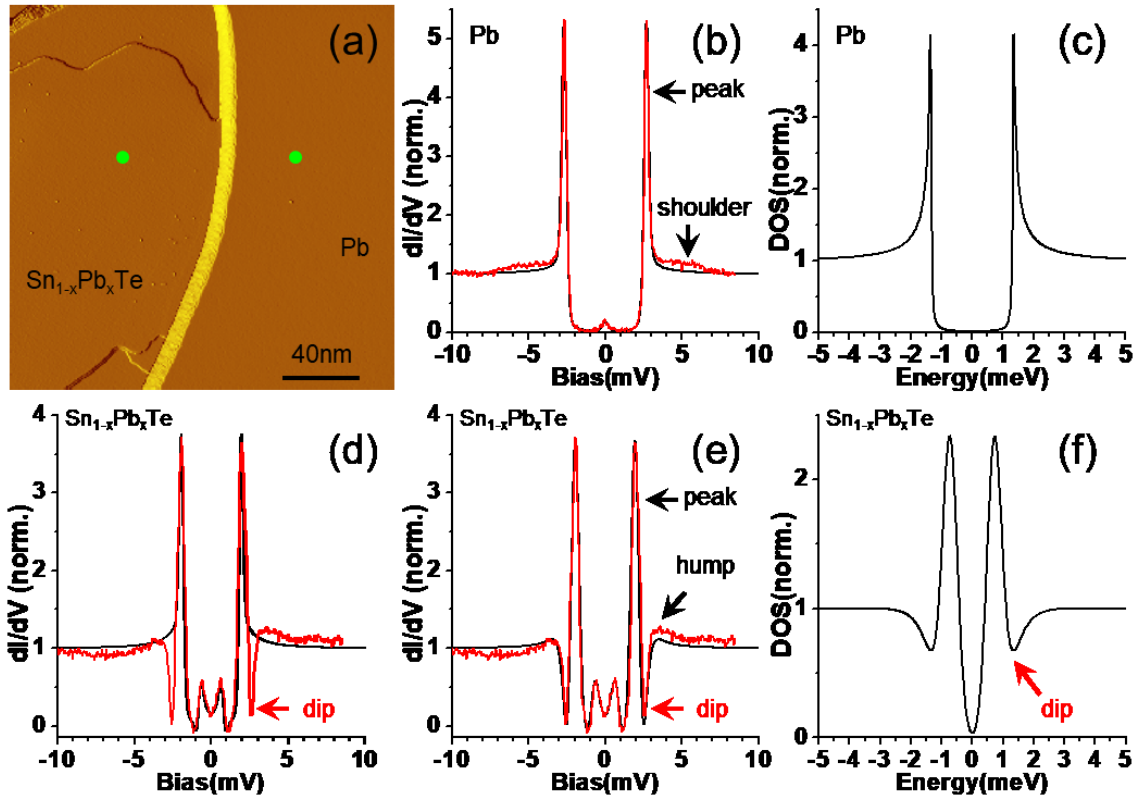 (a)
Sn1-xPbxTe
Pb
40nm
Pb
(b)
peak
shoulder
dI/dV (norm.)
5
4
3
2
1
0
-10 -5 0 5 10
Bias(mV)
Pb
(c)
DOS(norm.)
4
3
2
1
0
-5 -4 -3 -2 -1 0 1 2 3 4 5
Energy(meV)
Sn1-xPbxTe
(d)
dip
dI/dV (norm.)
4
3
2
1
0
-10 -5 0 5 10
Bias(mV)
Sn1-xPbxTe
(e)
peak
hump
dip
dI/dV (norm.)
4
3
2
1
0
-10 -5 0 5 10
Bias(mV)
Sn1-xPbxTe
(f)
dip
DOS(norm.)
2
1
0
-5 -4 -3 -2 -1 0 1 2 3 4 5
Energy(meV)